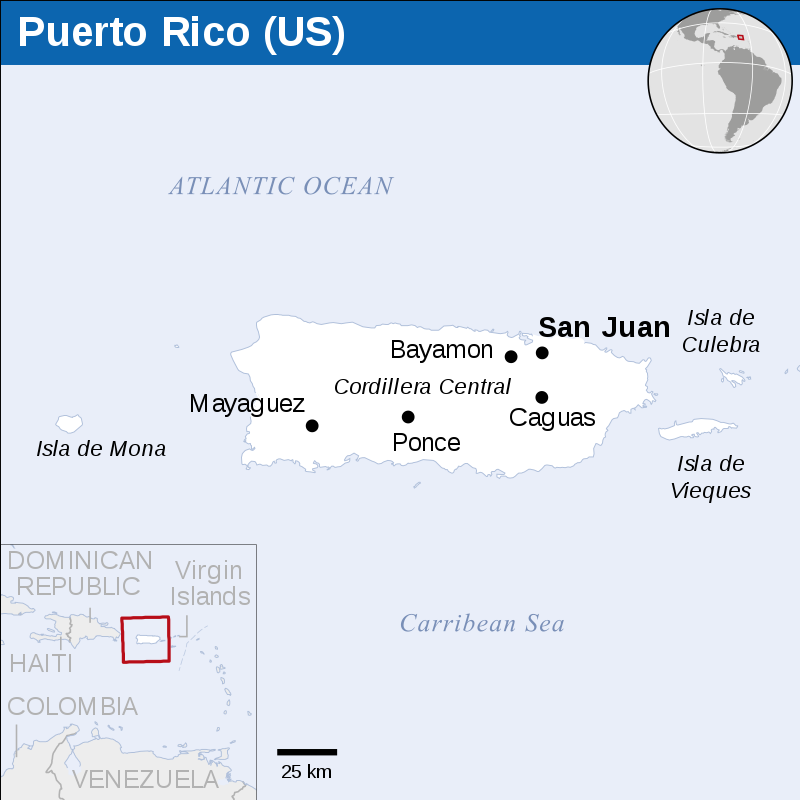 Puerto Rico (US)
ATLANTIC OCEAN
San Juan
Isla de
Culebra
Bayamon
Cordillera Central
Mayaguez
Caguas
Ponce
Isla de Mona
Isla de
Vieques
DOMINICAN
REPUBLIC
Virgin
Islands
HAITI
COLOMBIA
VENEZUELA
Carribean Sea
25 km